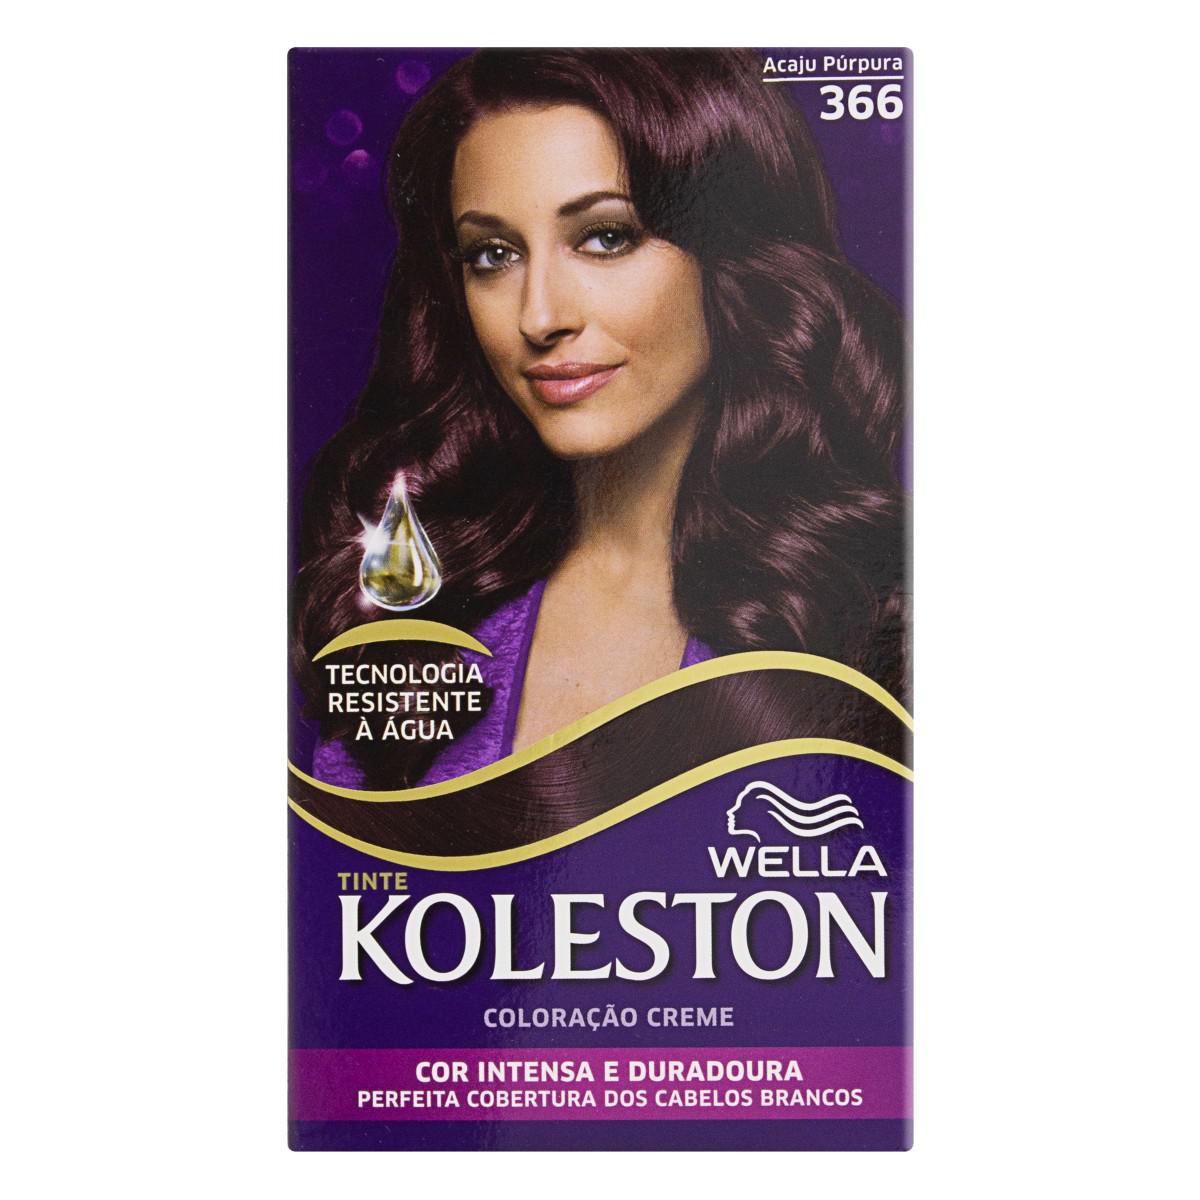 Acaju Púrpura
366
TECNOLOGIA
RESISTENTE
À ÁGUA
WELLA
TINTE
KOLESTON
COLORAÇÃO CREME
COR INTENSA E DURADOURA
PERFEITA COBERTURA DOS CABELOS BRANCOS